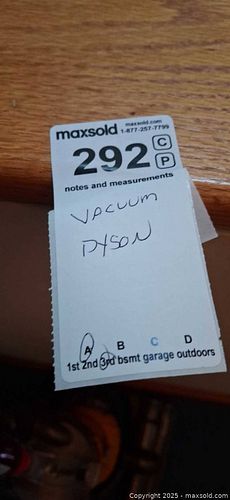 maxsold.com
maxsold 1-877-257-7799
292 C
P
notes and measurements
VACUUM
DYSON
A B C D
1st 2nd 3rd bsmt garage outdoors
Copyright © 2025 - maxsold.com